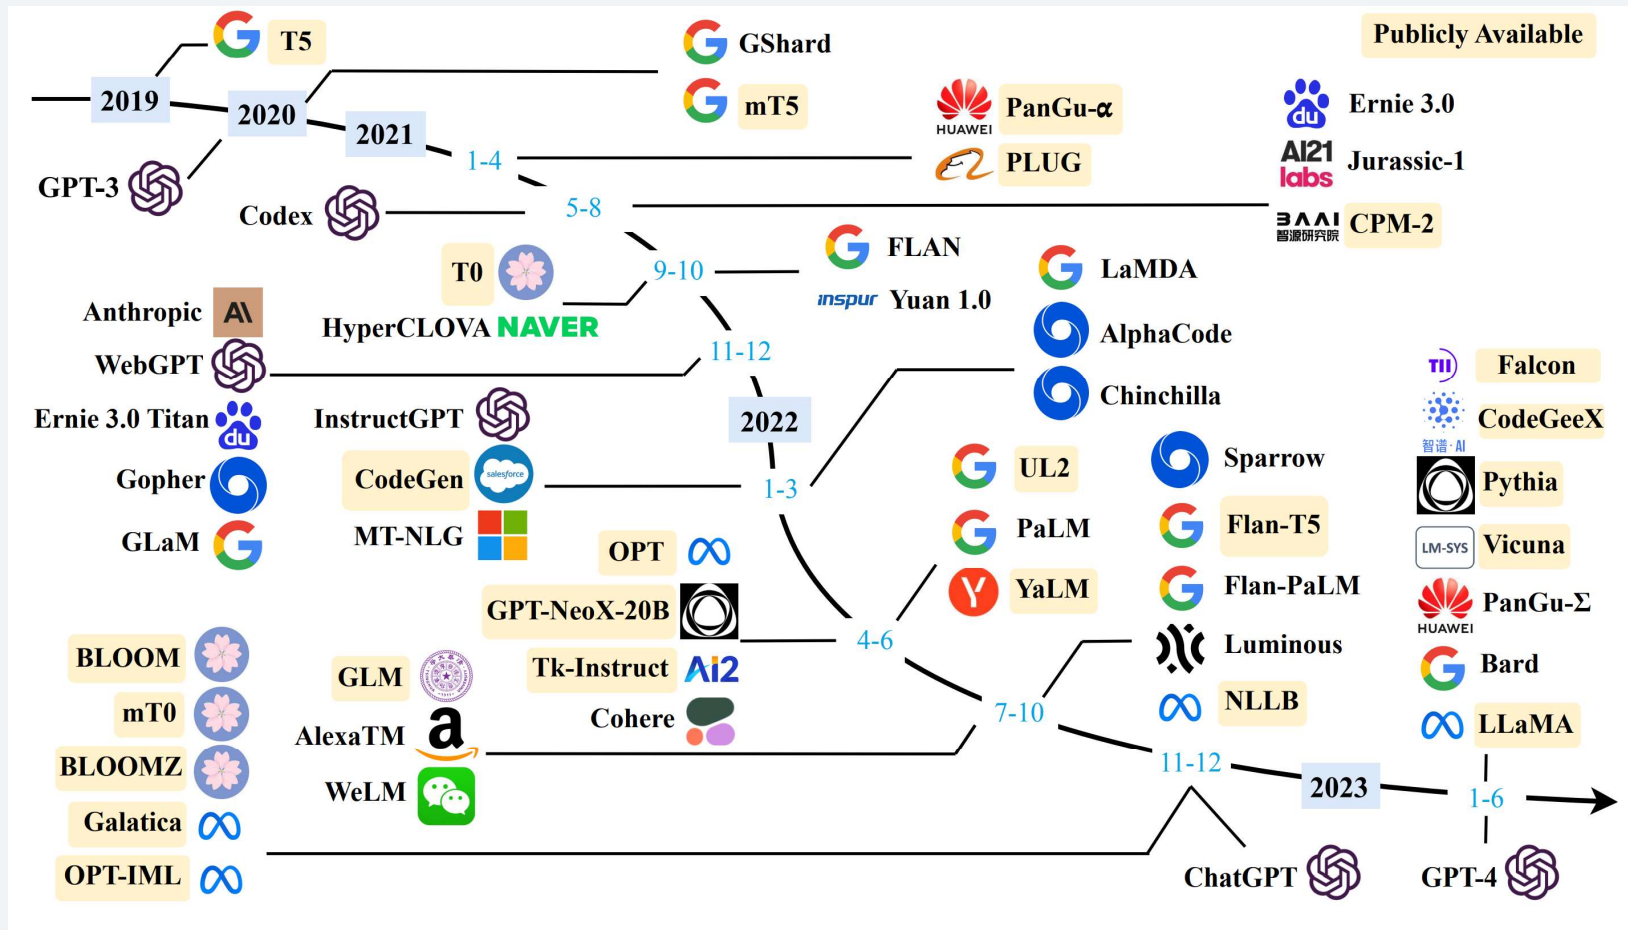 T5
GShard
Publicly Available
2019
2020
2021
mT5
HUAWEI
PanGu-α
du
Ernie 3.0
1-4
PLUG
AI21 labs
Jurassic-1
GPT-3
Codex
5-8
BAAI
智源研究院
CPM-2
T0
9-10
FLAN
LaMDA
Anthropic
AI
HyperCLOVA NAVER
inspur Yuan 1.0
AlphaCode
WebGPT
11-12
Chinchilla
TII
Falcon
Ernie 3.0 Titan
du
InstructGPT
2022
CodeGeeX
智谱·AI
Gopher
CodeGen
salesforce
1-3
UL2
Sparrow
Pythia
GLaM
MT-NLG
OPT
PaLM
Flan-T5
LM-SYS
Vicuna
GPT-NeoX-20B
YaLM
Flan-PaLM
HUAWEI
PanGu-Σ
4-6
BLOOM
GLM
Tk-Instruct
Ai2
Luminous
Bard
mT0
AlexaTM
a
Cohere
7-10
NLLB
LLaMA
BLOOMZ
WeLM
11-12
2023
1-6
Galatica
OPT-IML
ChatGPT
GPT-4